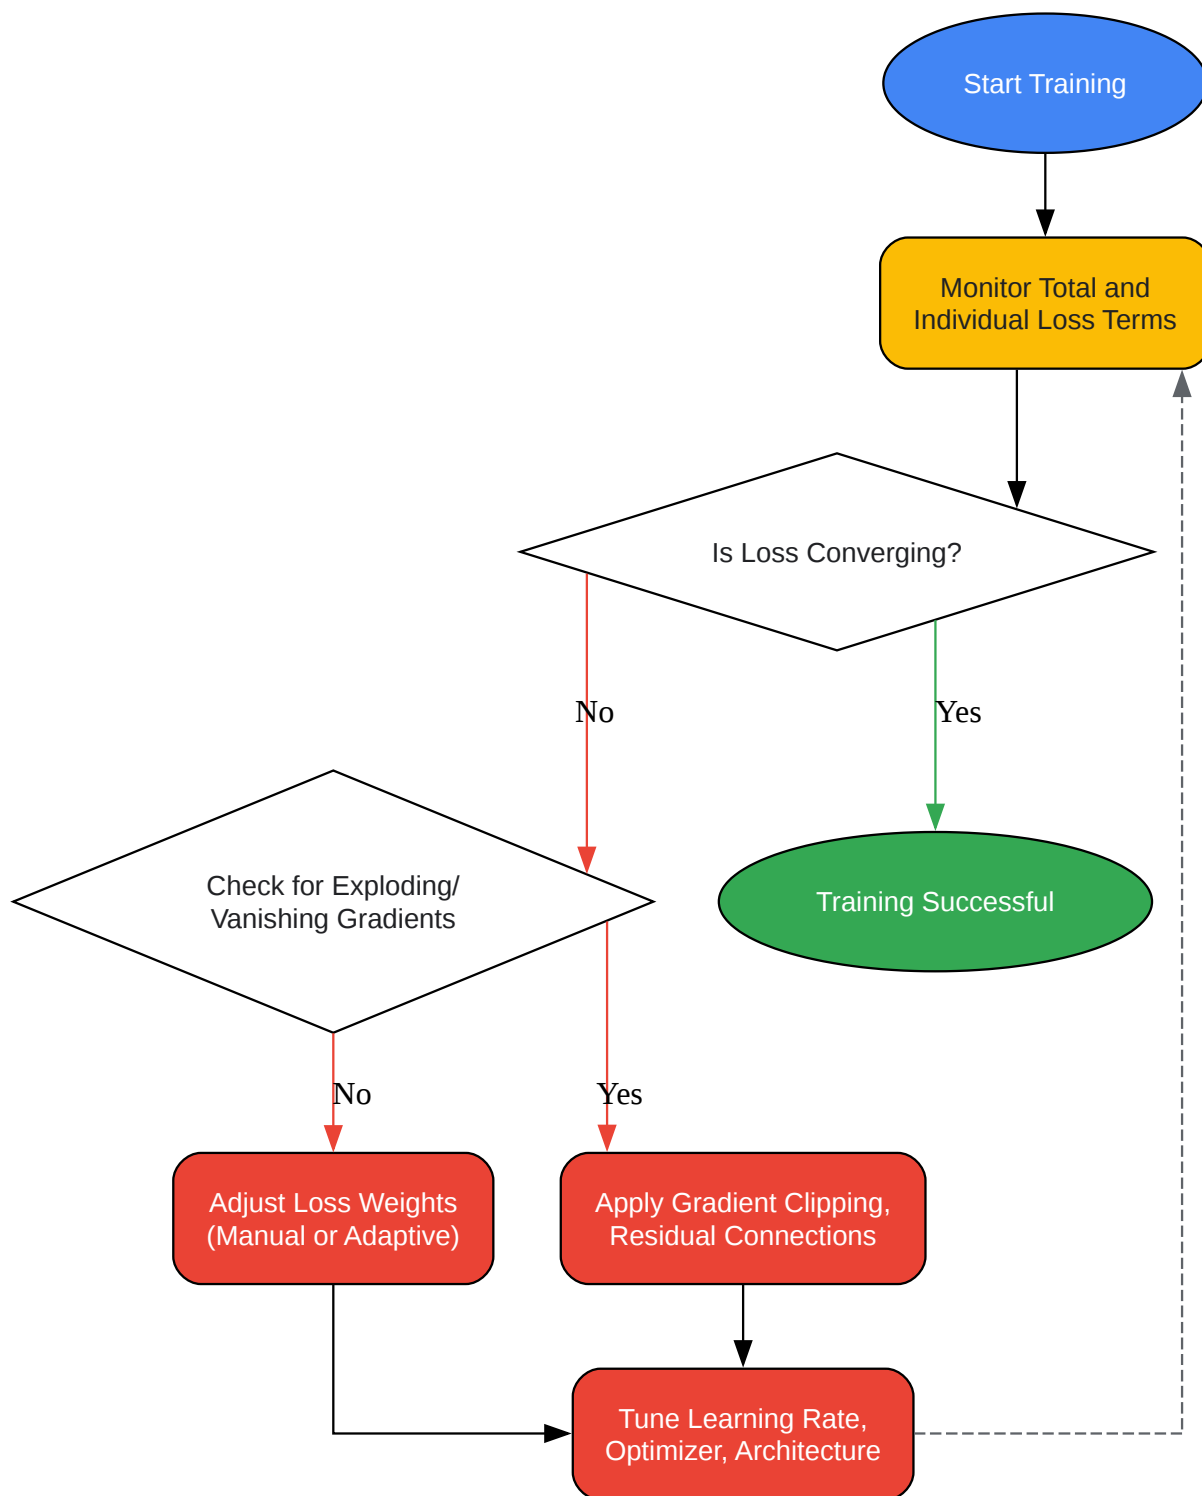 Start Training
Monitor Total and
Individual Loss Terms
Is Loss Converging?
No
Yes
Check for Exploding/
Vanishing Gradients
Training Successful
No
Yes
Adjust Loss Weights
(Manual or Adaptive)
Apply Gradient Clipping,
Residual Connections
Tune Learning Rate,
Optimizer, Architecture